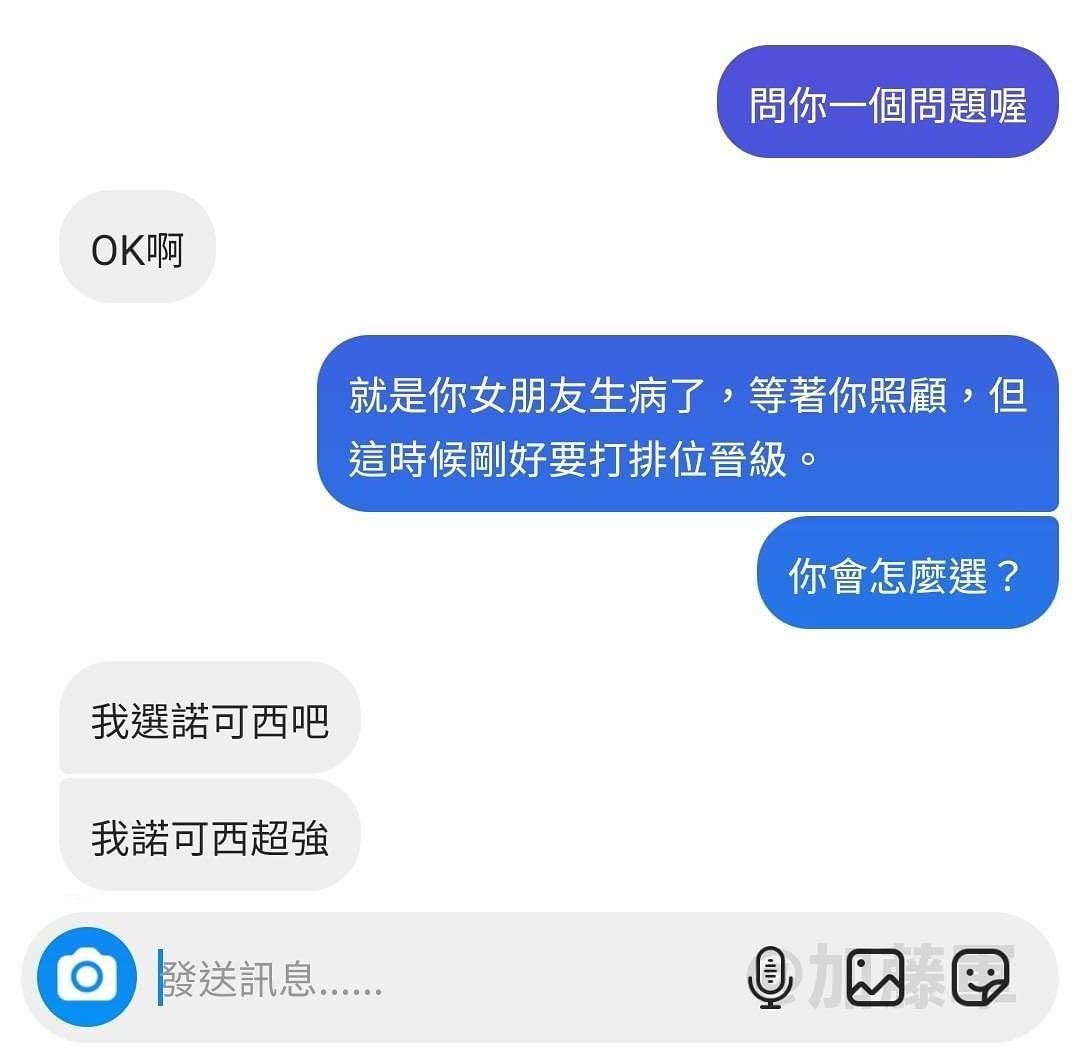 問你一個問題喔
OK啊
就是你女朋友生病了，等著你照顧，但
這時候剛好要打排位晉級。
你會怎麼選？
我選諾可西吧
我諾可西超強
發送訊息......
@加藤軍